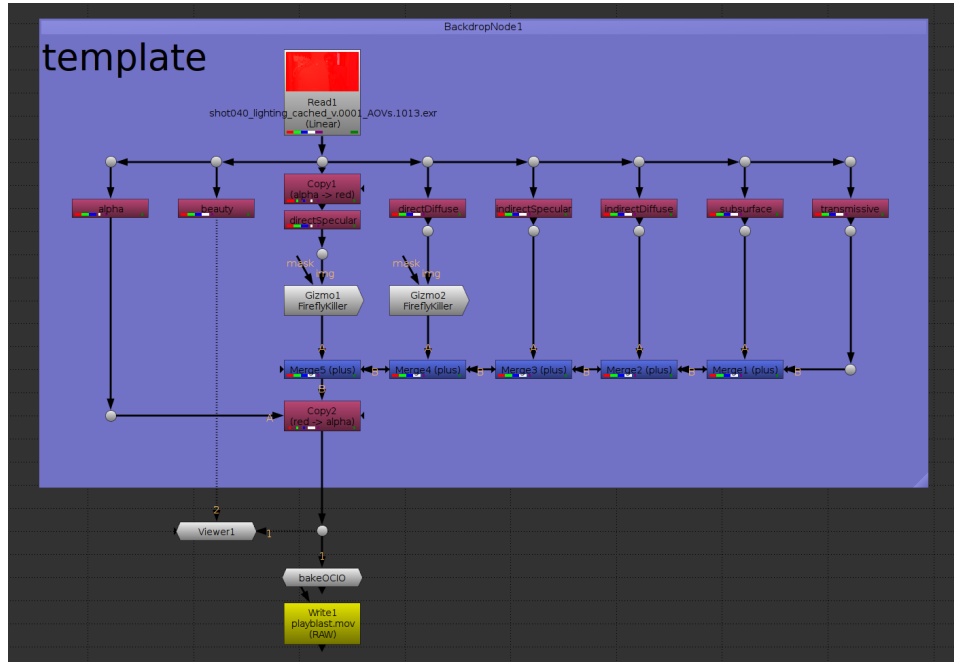 BackdropNode1
template
Read1
shot040_lighting_cached_v.0001_AOVs.1013.exr
(Linear)
Copy1
(alpha -> red)
alpha
beauty
directSpecular
directDiffuse
indirectSpecular
indirectDiffuse
subsurface
transmissive
mask
img
mask
img
Gizmo1
FireflyKiller
Gizmo2
FireflyKiller
A
A
A
A
A
Merge5 (plus)
B
Merge4 (plus)
B
Merge3 (plus)
B
Merge2 (plus)
B
Merge1 (plus)
B
B
Copy2
(red -> alpha)
A
2
Viewer1
1
1
bakeOCIO
Write1
playblast.mov
(RAW)